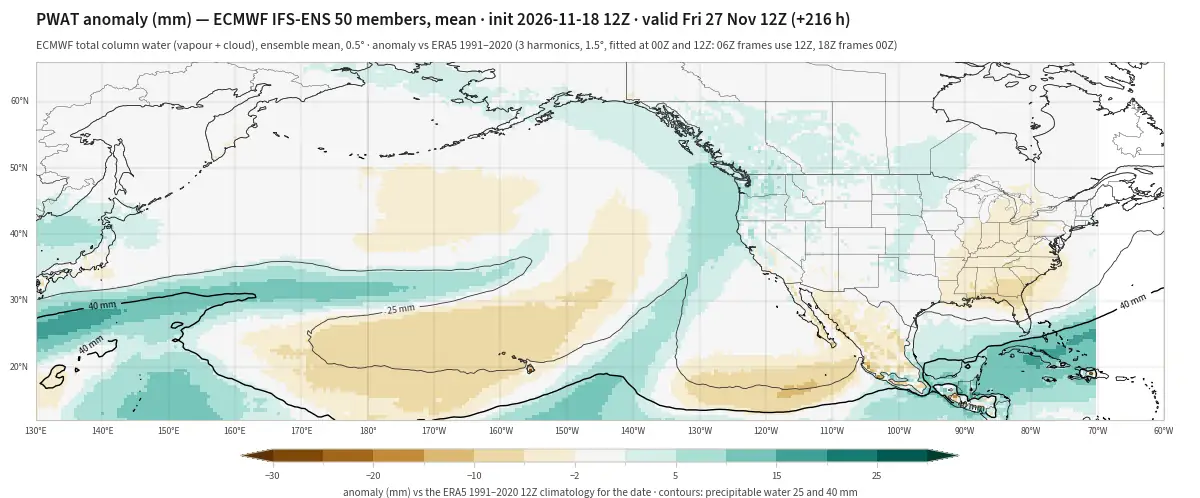 PWAT anomaly (mm) — ECMWF IFS-ENS 50 members, mean · init 2026-11-18 12Z · valid Fri 27 Nov 12Z (+216 h)
ECMWF total column water (vapour + cloud), ensemble mean, 0.5° · anomaly vs ERA5 1991–2020 (3 harmonics, 1.5°, fitted at 00Z and 12Z: 06Z frames use 12Z, 18Z frames 00Z)
60°N
50°N
40°N
30°N
20°N
40 mm
25 mm
40 mm
40 mm
130°E 140°E 150°E 160°E 170°E 180° 170°W 160°W 150°W 140°W 130°W 120°W 110°W 100°W 90°W 80°W 70°W 60°W
−30 −20 −10 −2 5 15 25
anomaly (mm) vs the ERA5 1991–2020 12Z climatology for the date · contours: precipitable water 25 and 40 mm